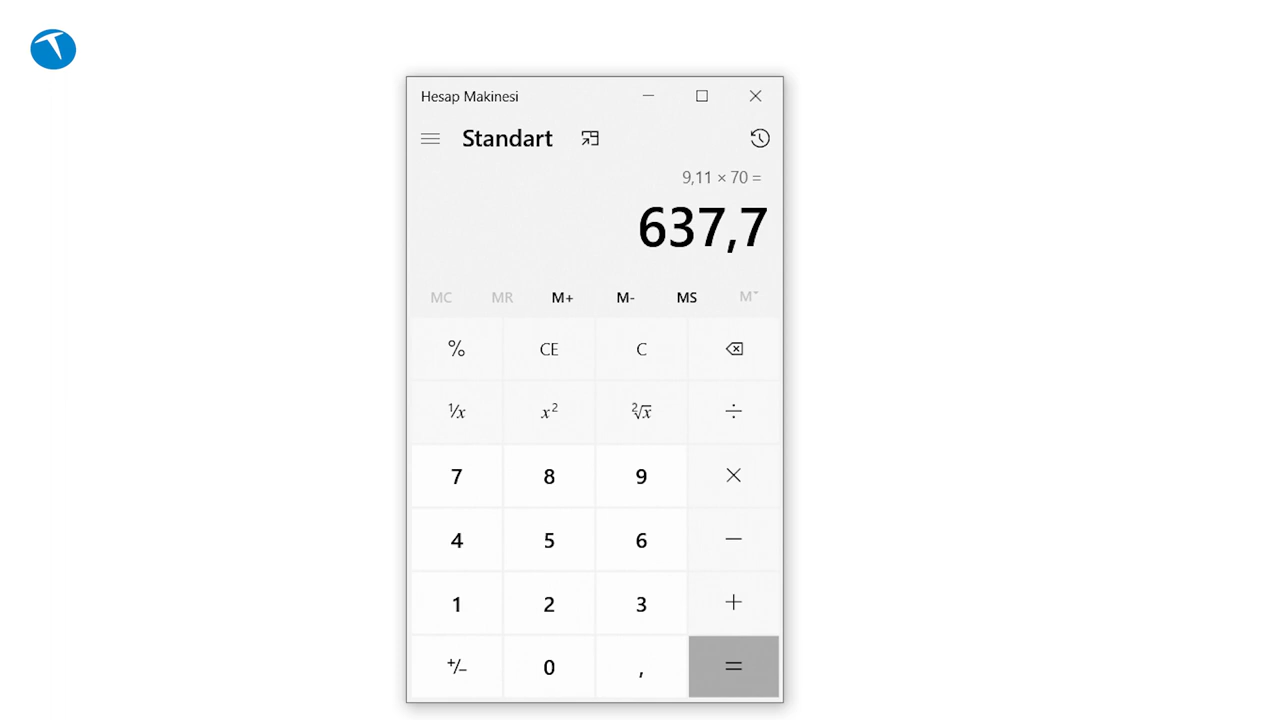 Hesap Makinesi
Standart
9,11 × 70 =
637,7
MC MR M+ M- MS M˅
% CE C
¹/x x² ²√x ÷
7 8 9 ×
4 5 6 −
1 2 3 +
+/− 0 , =